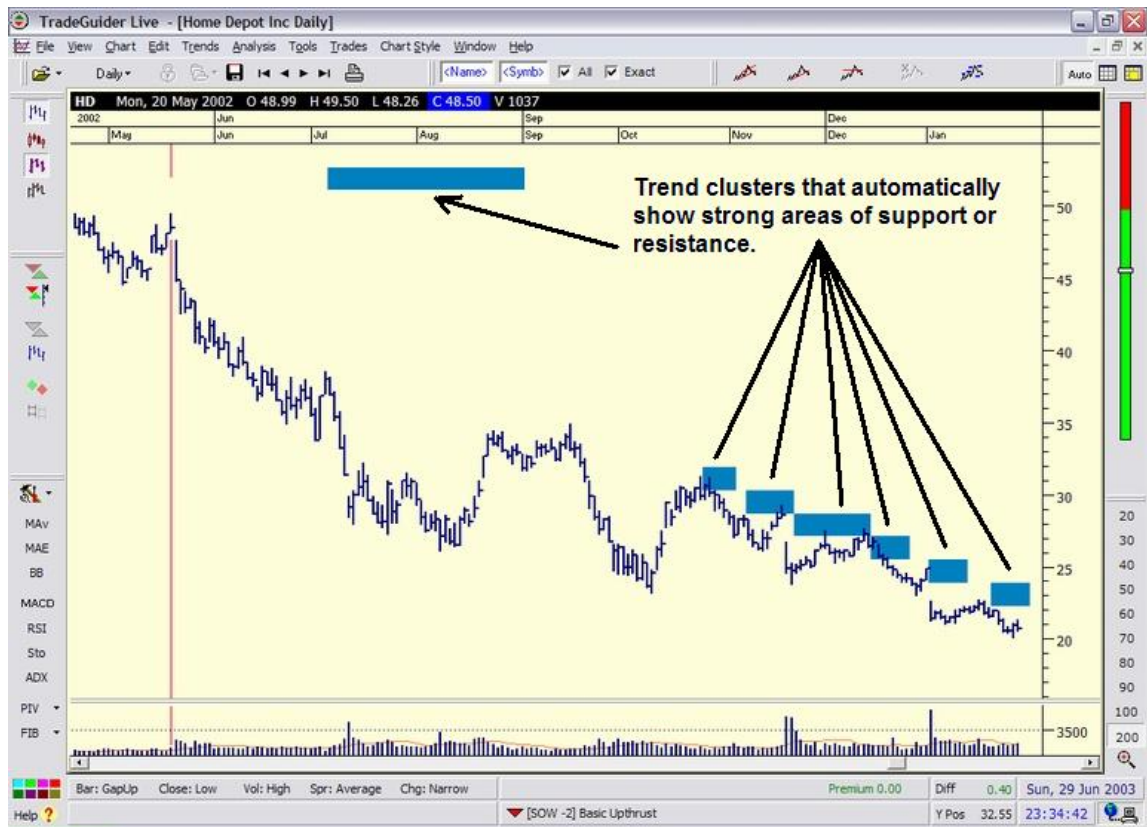 TradeGuider Live - [Home Depot Inc Daily]
File View Chart Edit Trends Analysis Tools Trades Chart Style Window Help
Daily <Name> <Symb> All Exact Auto
HD Mon, 20 May 2002 O 48.99 H 49.50 L 48.26 C 48.50 V 1037
2002 Jun Sep Dec
May Jun Jul Aug Sep Oct Nov Dec Jan
Trend clusters that automatically
show strong areas of support or
resistance.
50
45
40
35
30
25
20
3500
MAv
MAE
BB
MACD
RSI
Sto
ADX
PIV
FIB
20
30
40
50
60
70
80
90
100
200
Bar: GapUp Close: Low Vol: High Spr: Average Chg: Narrow Premium 0.00 Diff 0.40 Sun, 29 Jun 2003
Help ? [SOW -2] Basic Upthrust Y Pos 32.55 23:34:42